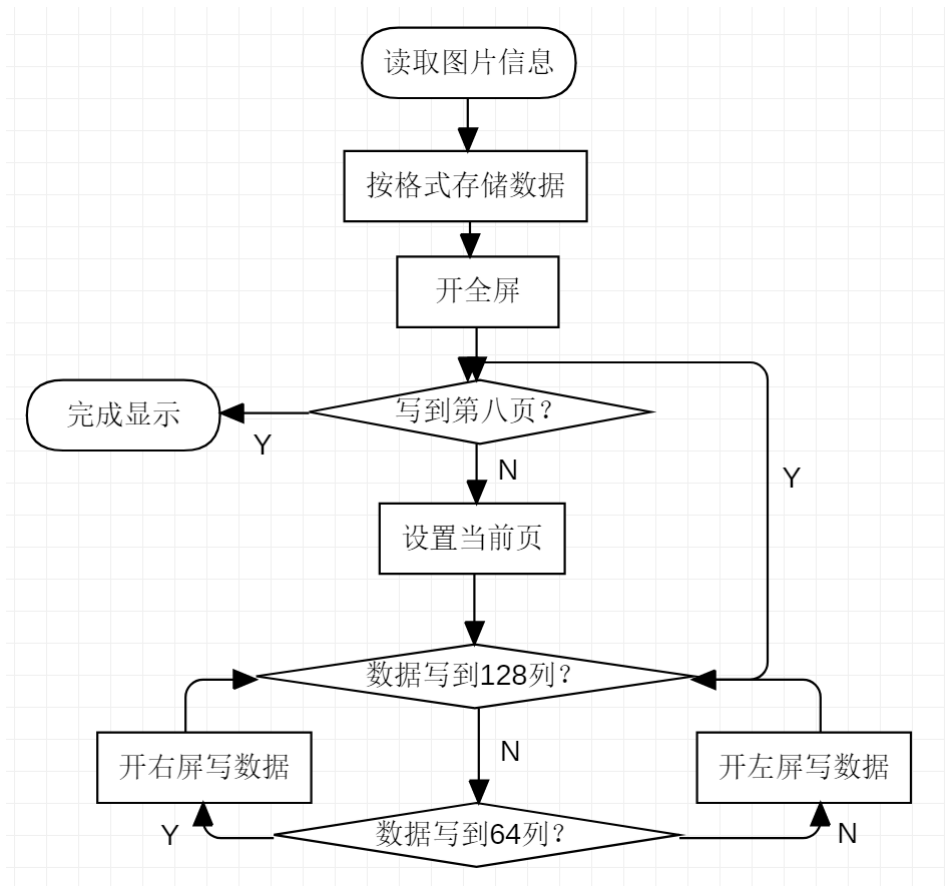 读取图片信息
按格式存储数据
开全屏
写到第八页？
完成显示
Y
N
Y
设置当前页
数据写到128列？
N
开右屏写数据
开左屏写数据
Y
数据写到64列？
N